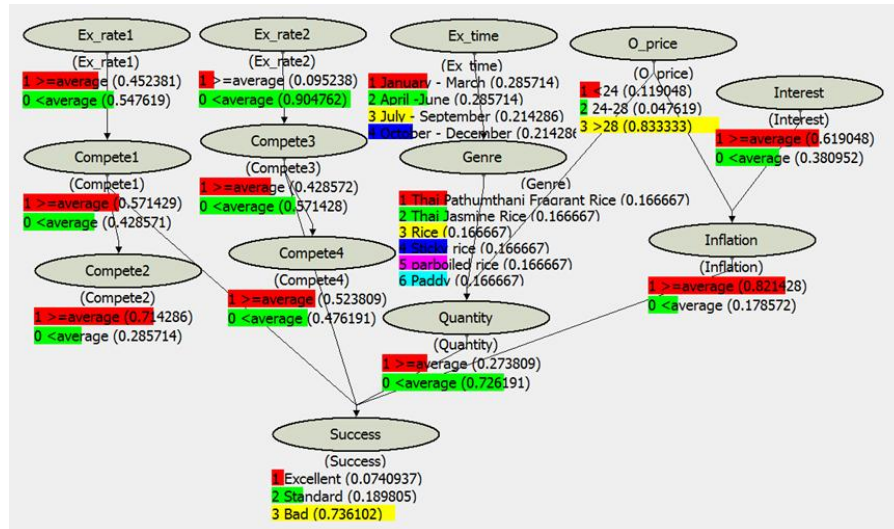 Ex_rate1
(Ex_rate1)
1 >=average (0.452381)
0 <average (0.547619)
Ex_rate2
(Ex_rate2)
1 >=average (0.095238)
0 <average (0.904762)
Ex_time
(Ex_time)
1 January - March (0.285714)
2 April -June (0.285714)
3 July - September (0.214286)
4 October - December (0.214286
O_price
(O_price)
1 <24 (0.119048)
2 24-28 (0.047619)
3 >28 (0.833333)
Interest
(Interest)
1 >=average (0.619048)
0 <average (0.380952)
Compete1
(Compete1)
1 >=average (0.571429)
0 <average (0.428571)
Compete3
(Compete3)
1 >=average (0.428572)
0 <average (0.571428)
Genre
(Genre)
1 Thai Pathumthani Fragrant Rice (0.166667)
2 Thai Jasmine Rice (0.166667)
3 Rice (0.166667)
4 Sticky rice (0.166667)
5 parboiled rice (0.166667)
6 Paddy (0.166667)
Inflation
(Inflation)
1 >=average (0.821428)
0 <average (0.178572)
Compete2
(Compete2)
1 >=average (0.714286)
0 <average (0.285714)
Compete4
(Compete4)
1 >=average (0.523809)
0 <average (0.476191)
Quantity
(Quantity)
1 >=average (0.273809)
0 <average (0.726191)
Success
(Success)
1 Excellent (0.0740937)
2 Standard (0.189805)
3 Bad (0.736102)